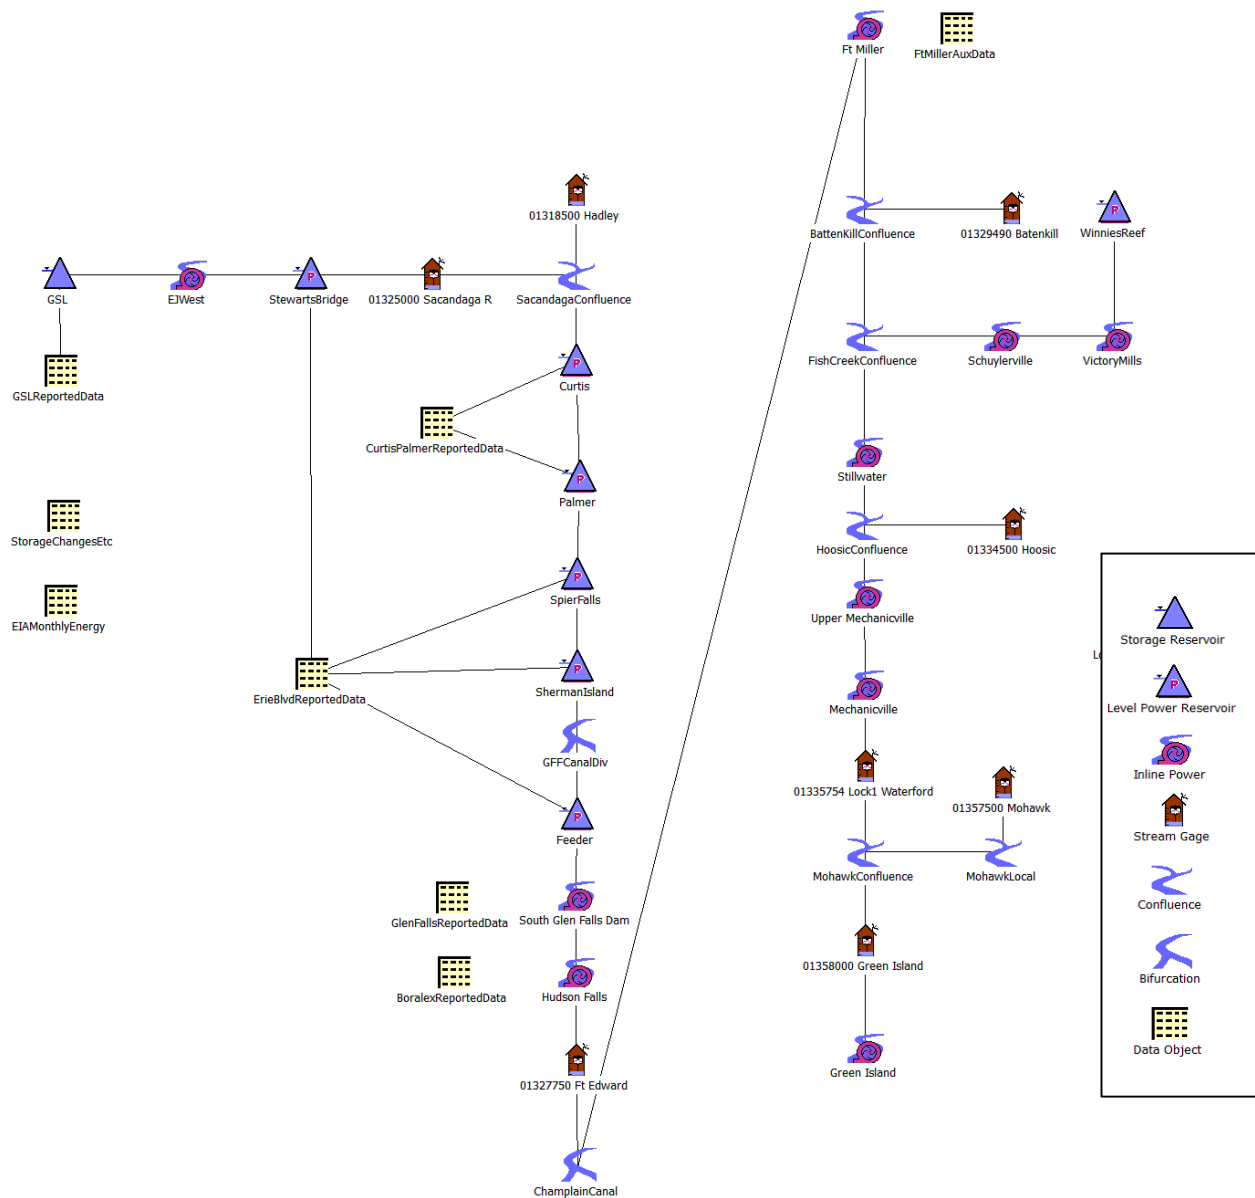 Ft Miller
FtMillerAuxData
01318500 Hadley
BattenKillConfluence
01329490 Batenkill
WinniesReef
GSL
EJWest
StewartsBridge
01325000 Sacandaga R
SacandagaConfluence
FishCreekConfluence
Schuylerville
VictoryMills
GSLReportedData
Curtis
CurtisPalmerReportedData
Stillwater
Palmer
StorageChangesEtc
HoosicConfluence
01334500 Hoosic
SpierFalls
EIAMonthlyEnergy
Upper Mechanicville
Storage Reservoir
ErieBlvdReportedData
ShermanIsland
Mechanicville
Level Power Reservoir
GFFCanalDiv
Inline Power
01335754 Lock1 Waterford
01357500 Mohawk
Feeder
Stream Gage
MohawkConfluence
MohawkLocal
Confluence
GlenFallsReportedData
South Glen Falls Dam
01358000 Green Island
Bifurcation
BoralexReportedData
Hudson Falls
Green Island
Data Object
01327750 Ft Edward
ChamplainCanal